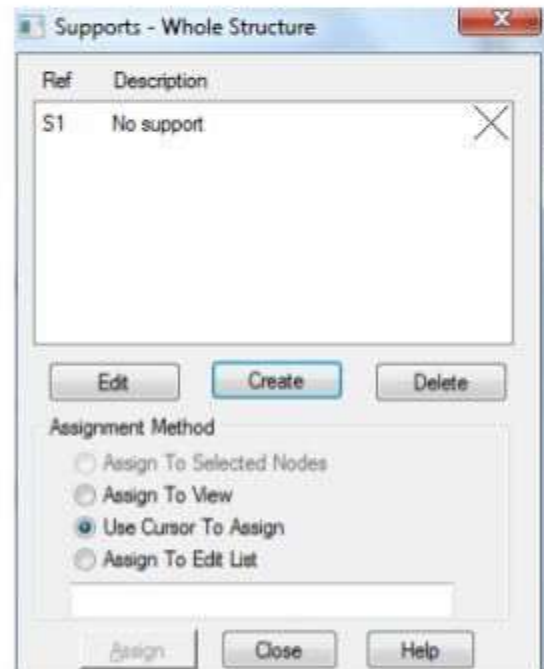 Supports - Whole Structure
Ref Description
S1 No support
Edit Create Delete
Assignment Method
Assign To Selected Nodes
Assign To View
Use Cursor To Assign
Assign To Edit List
Assign Close Help